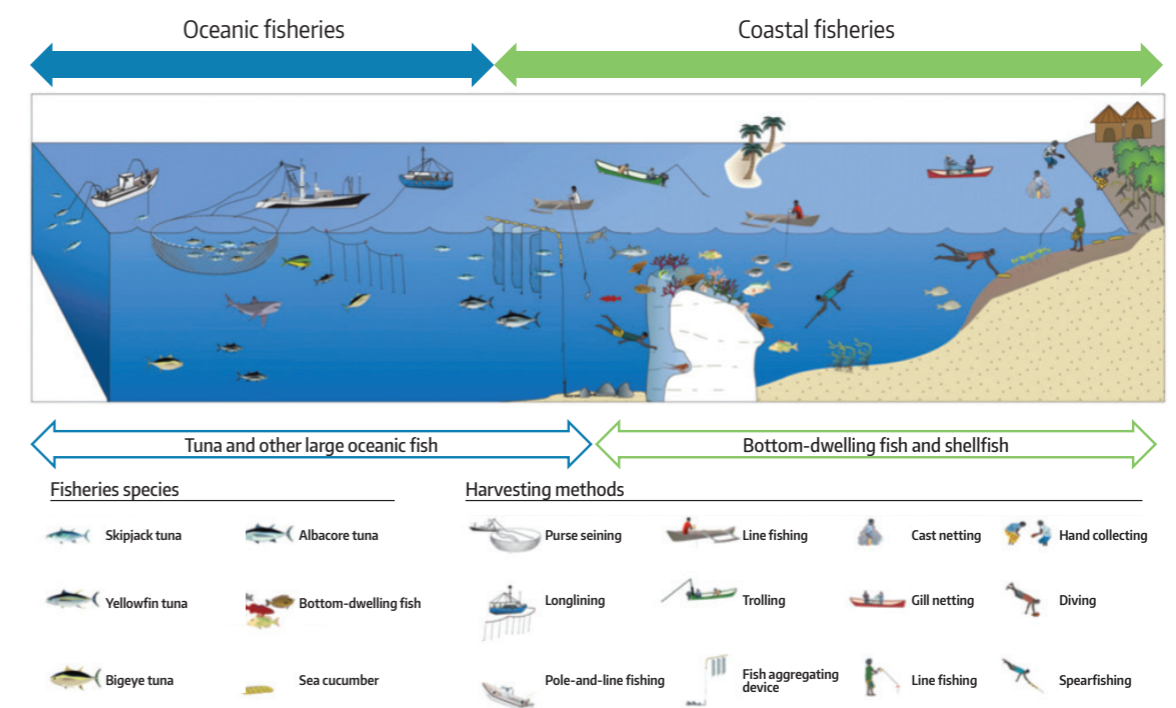 Oceanic fisheries
Coastal fisheries
Tuna and other large oceanic fish
Bottom-dwelling fish and shellfish
Fisheries species
Skipjack tuna
Albacore tuna
Yellowfin tuna
Bottom-dwelling fish
Bigeye tuna
Sea cucumber
Harvesting methods
Purse seining
Line fishing
Cast netting
Hand collecting
Longlining
Trolling
Gill netting
Diving
Pole-and-line fishing
Fish aggregating
device
Line fishing
Spearfishing